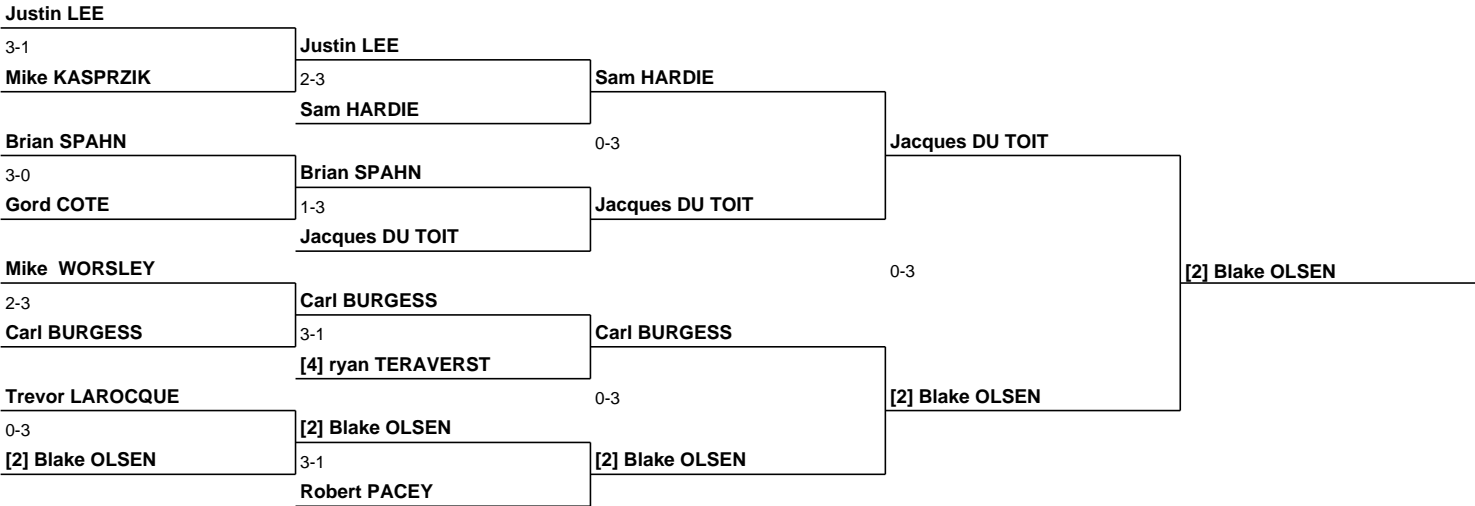 Justin LEE
3-1
Mike KASPRZIK
Brian SPAHN
3-0
Gord COTE
Mike  WORSLEY
2-3
Carl BURGESS
Trevor LAROCQUE
0-3
[2] Blake OLSEN
Justin LEE
2-3
Sam HARDIE
Brian SPAHN
1-3
Jacques DU TOIT
Carl BURGESS
3-1
[4] ryan TERAVERST
[2] Blake OLSEN
3-1
Robert PACEY
Sam HARDIE
0-3
Jacques DU TOIT
Carl BURGESS
0-3
[2] Blake OLSEN
Jacques DU TOIT
0-3
[2] Blake OLSEN
[2] Blake OLSEN